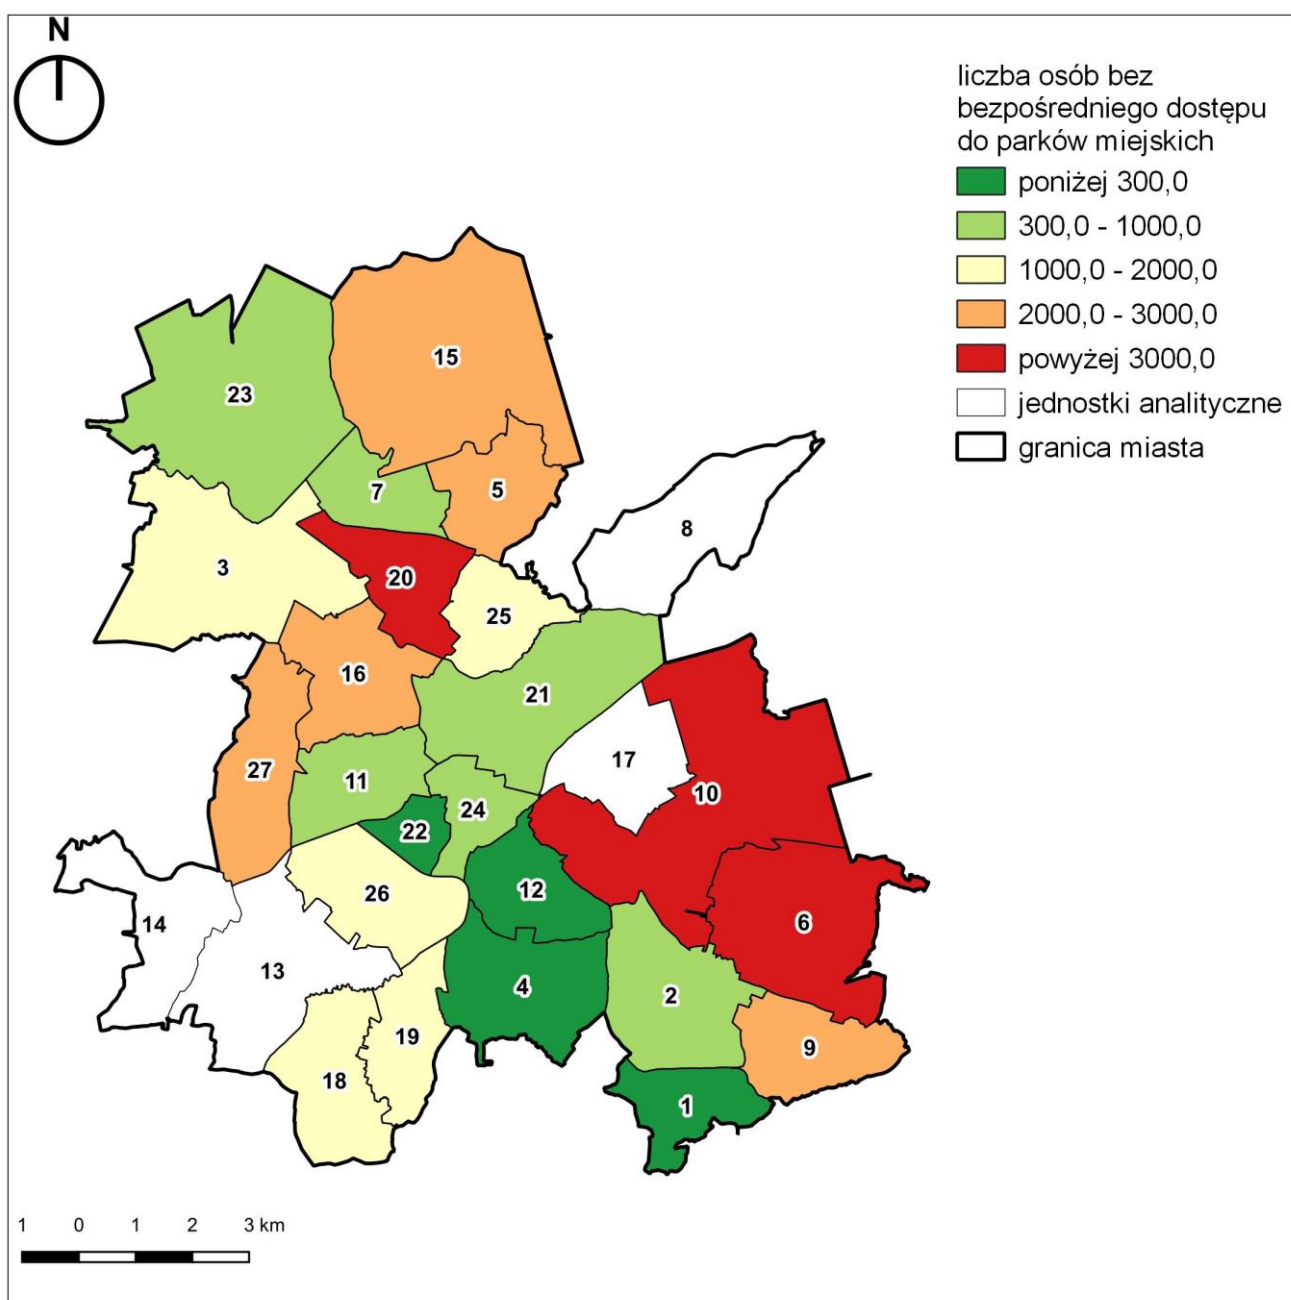 N
liczba osób bez
bezpośredniego dostępu
do parków miejskich
poniżej 300,0
300,0 - 1000,0
1000,0 - 2000,0
2000,0 - 3000,0
powyżej 3000,0
jednostki analityczne
granica miasta
15
23
7
5
8
3
20
25
16
21
17
27
11
10
24
22
12
26
6
14
13
4
2
19
9
18
1
1 0 1 2 3 km